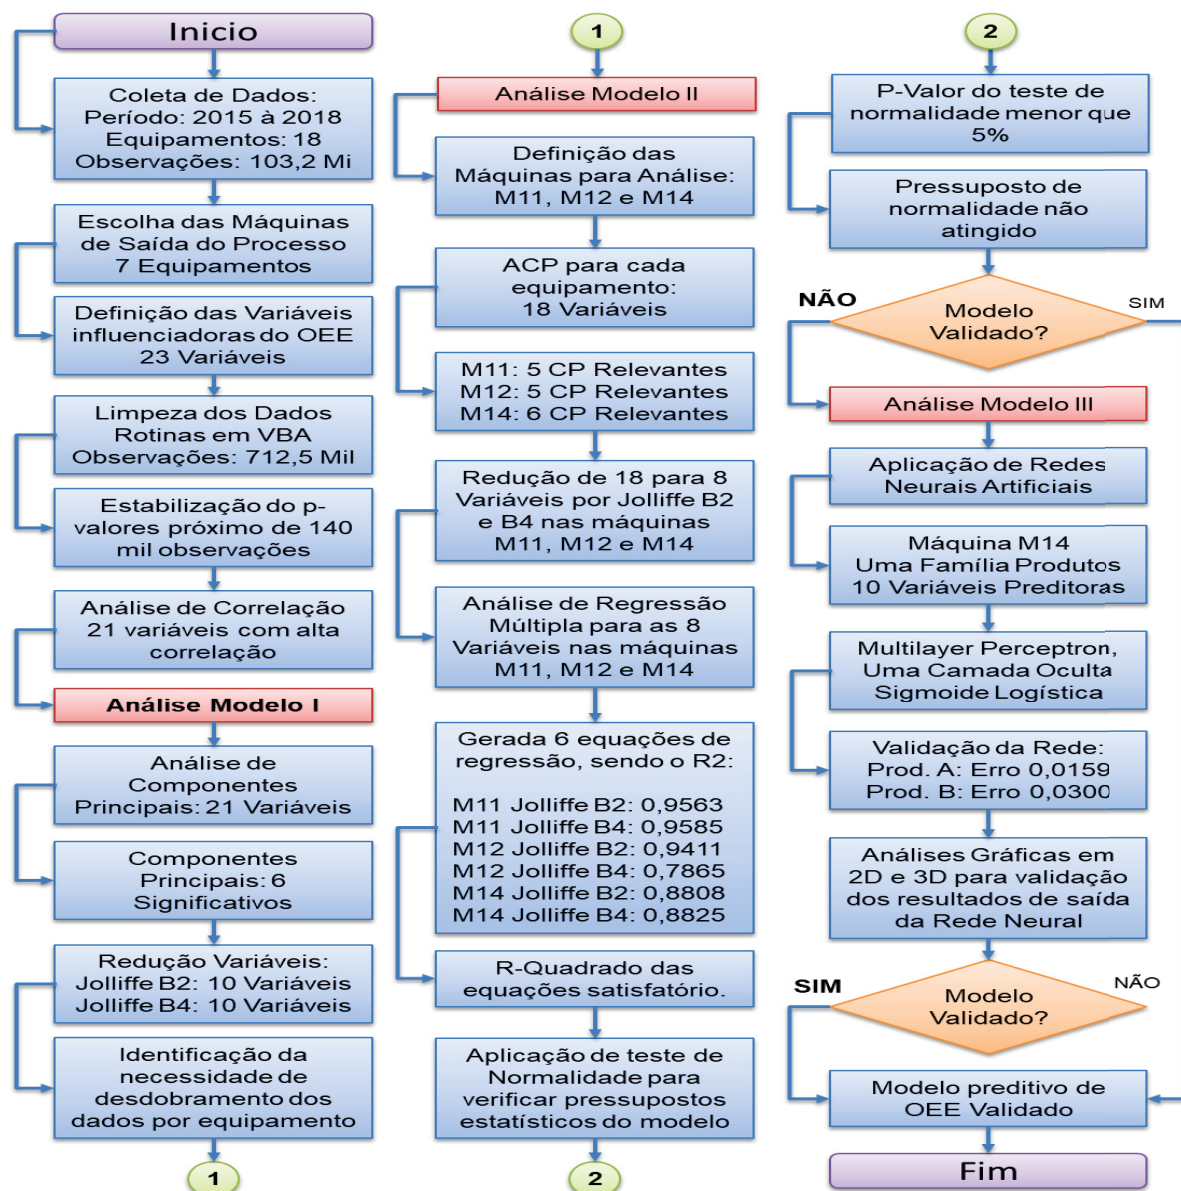 Inicio
Coleta de Dados:
Período: 2015 à 2018
Equipamentos: 18
Observações: 103,2 Mi
Escolha das Máquinas
de Saída do Processo
7 Equipamentos
Definição das Variáveis
influenciadoras do OEE
23 Variáveis
Limpeza dos Dados
Rotinas em VBA
Observações: 712,5 Mil
Estabilização do p-
valores próximo de 140
mil observações
Análise de Correlação
21 variáveis com alta
correlação
Análise Modelo I
Análise de
Componentes
Principais: 21 Variáveis
Componentes
Principais: 6
Significativos
Redução Variáveis:
Jolliffe B2: 10 Variáveis
Jolliffe B4: 10 Variáveis
Identificação da
necessidade de
desdobramento dos
dados por equipamento
1
1
Análise Modelo II
Definição das
Máquinas para Análise:
M11, M12 e M14
ACP para cada
equipamento:
18 Variáveis
M11: 5 CP Relevantes
M12: 5 CP Relevantes
M14: 6 CP Relevantes
Redução de 18 para 8
Variáveis por Jolliffe B2
e B4 nas máquinas
M11, M12 e M14
Análise de Regressão
Múltipla para as 8
Variáveis nas máquinas
M11, M12 e M14
Gerada 6 equações de
regressão, sendo o R2:
M11 Jolliffe B2: 0,9563
M11 Jolliffe B4: 0,9585
M12 Jolliffe B2: 0,9411
M12 Jolliffe B4: 0,7865
M14 Jolliffe B2: 0,8808
M14 Jolliffe B4: 0,8825
R-Quadrado das
equações satisfatório.
Aplicação de teste de
Normalidade para
verificar pressupostos
estatísticos do modelo
2
2
P-Valor do teste de
normalidade menor que
5%
Pressuposto de
normalidade não
atingido
NÃO
SIM
Modelo
Validado?
Análise Modelo III
Aplicação de Redes
Neurais Artificiais
Máquina M14
Uma Família Produtos
10 Variáveis Preditoras
Multilayer Perceptron,
Uma Camada Oculta
Sigmoide Logística
Validação da Rede:
Prod. A: Erro 0,0159
Prod. B: Erro 0,0300
Análises Gráficas em
2D e 3D para validação
dos resultados de saída
da Rede Neural
SIM
NÃO
Modelo
Validado?
Modelo preditivo de
OEE Validado
Fim